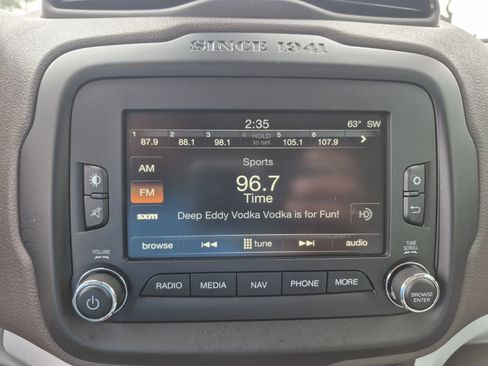 SINCE 1941
2:35 63° SW
1 2 3 4 5 6
87.9 88.1 98.1 HOLD to set 105.1 107.9 >
AM Sports
FM 96.7
Time
sxm Deep Eddy Vodka Vodka is for Fun! HD
browse tune audio
VOLUME TUNE SCROLL
RADIO MEDIA NAV PHONE MORE
BROWSE ENTER